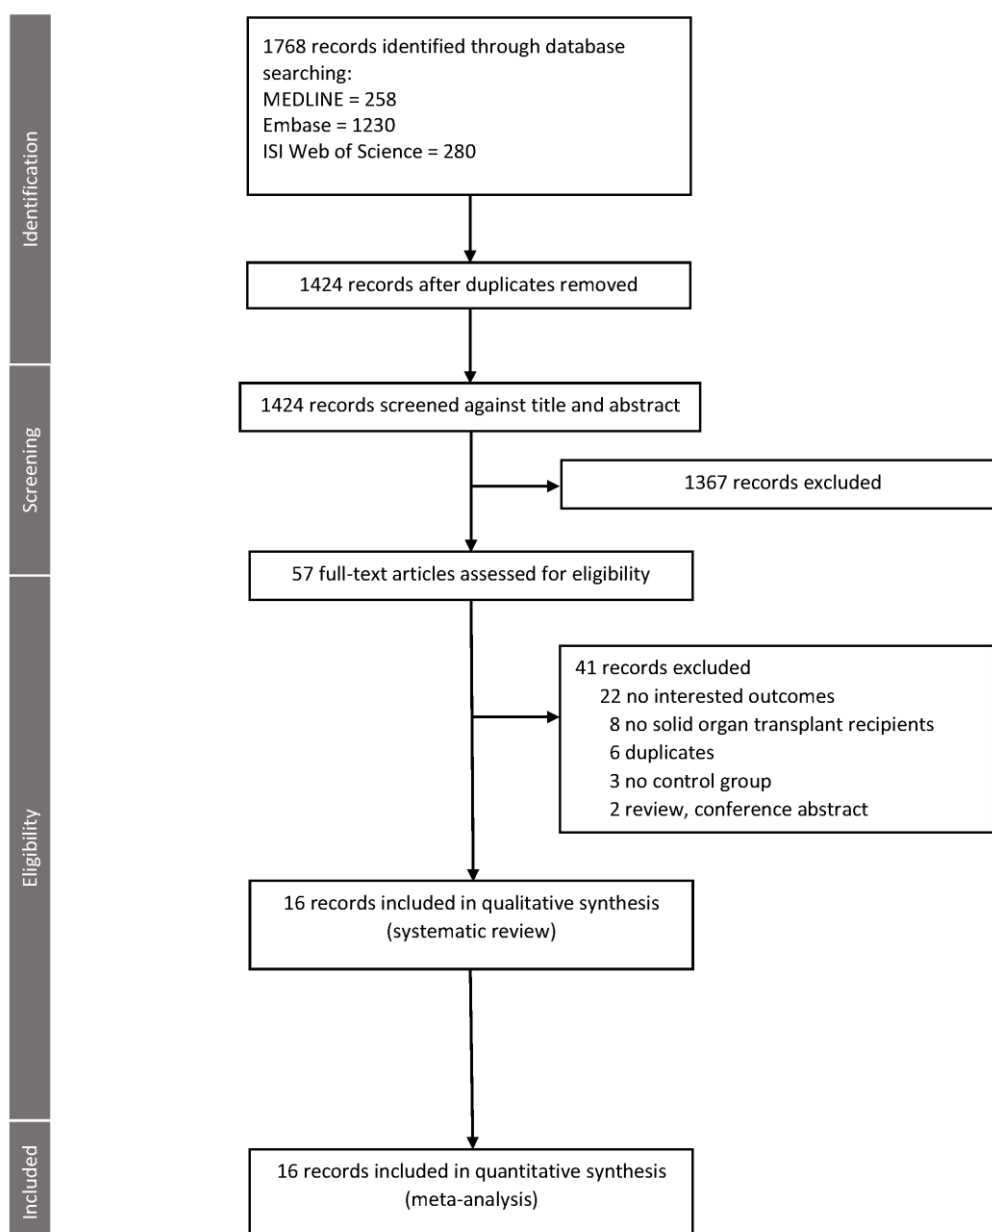 1768 records identified through database
searching:
MEDLINE = 258
Embase = 1230
ISI Web of Science = 280
Identification
1424 records after duplicates removed
1424 records screened against title and abstract
Screening
1367 records excluded
57 full-text articles assessed for eligibility
41 records excluded
22 no interested outcomes
8 no solid organ transplant recipients
6 duplicates
3 no control group
2 review, conference abstract
Eligibility
16 records included in qualitative synthesis
(systematic review)
Included
16 records included in quantitative synthesis
(meta-analysis)